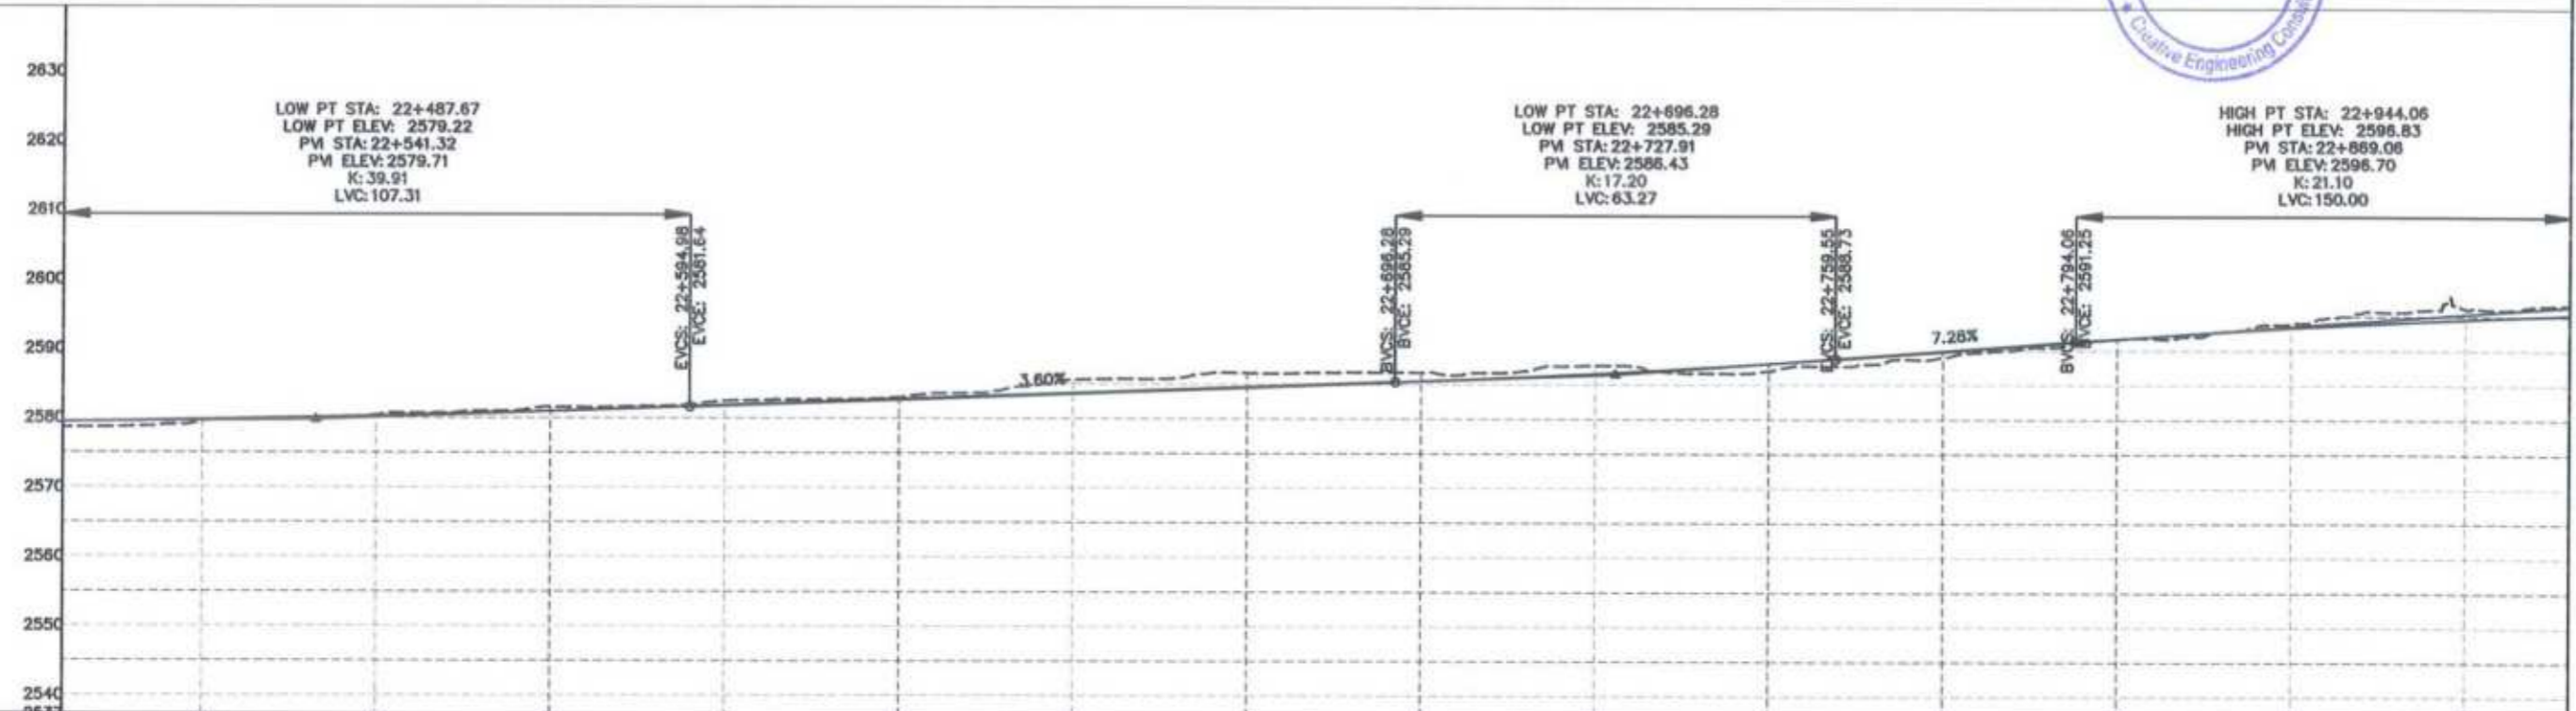 ★ Creative Engineering Consul
2630
2620
2610
2600
2590
2580
2570
2560
2550
2540
LOW PT STA: 22+487.67
LOW PT ELEV: 2579.22
PVI STA: 22+541.32
PVI ELEV: 2579.71
K: 39.91
LVC: 107.31
EVCS: 22+594.98
EVCE: 2581.64
3.60%
LOW PT STA: 22+696.28
LOW PT ELEV: 2585.29
PVI STA: 22+727.91
PVI ELEV: 2586.43
K: 17.20
LVC: 63.27
BVCS: 22+696.28
BVCE: 2585.29
EVCS: 22+759.55
EVCE: 2588.73
7.26%
HIGH PT STA: 22+944.06
HIGH PT ELEV: 2596.83
PVI STA: 22+869.06
PVI ELEV: 2596.70
K: 21.10
LVC: 150.00
BVCS: 22+794.06
BVCE: 2591.25